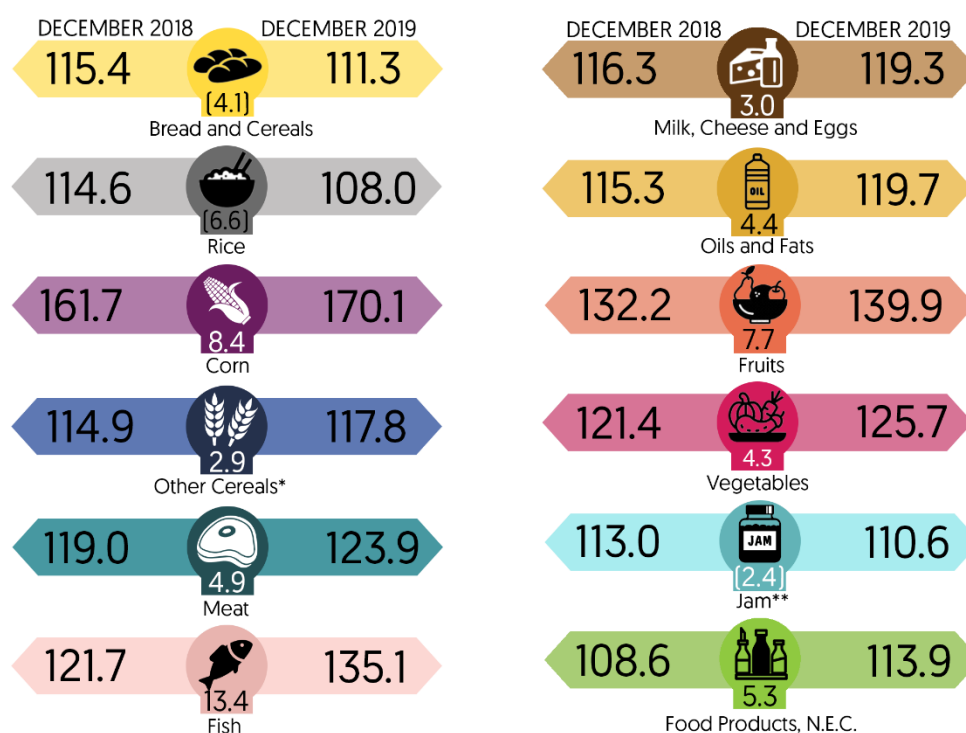 DECEMBER 2018 DECEMBER 2019
115.4 111.3
(4.1)
Bread and Cereals
114.6 108.0
(6.6)
Rice
161.7 170.1
8.4
Corn
114.9 117.8
2.9
Other Cereals*
119.0 123.9
4.9
Meat
121.7 135.1
13.4
Fish
DECEMBER 2018 DECEMBER 2019
116.3 119.3
3.0
Milk, Cheese and Eggs
115.3 119.7
OIL
4.4
Oils and Fats
132.2 139.9
7.7
Fruits
121.4 125.7
4.3
Vegetables
113.0 110.6
JAM
(2.4)
Jam**
108.6 113.9
5.3
Food Products, N.E.C.